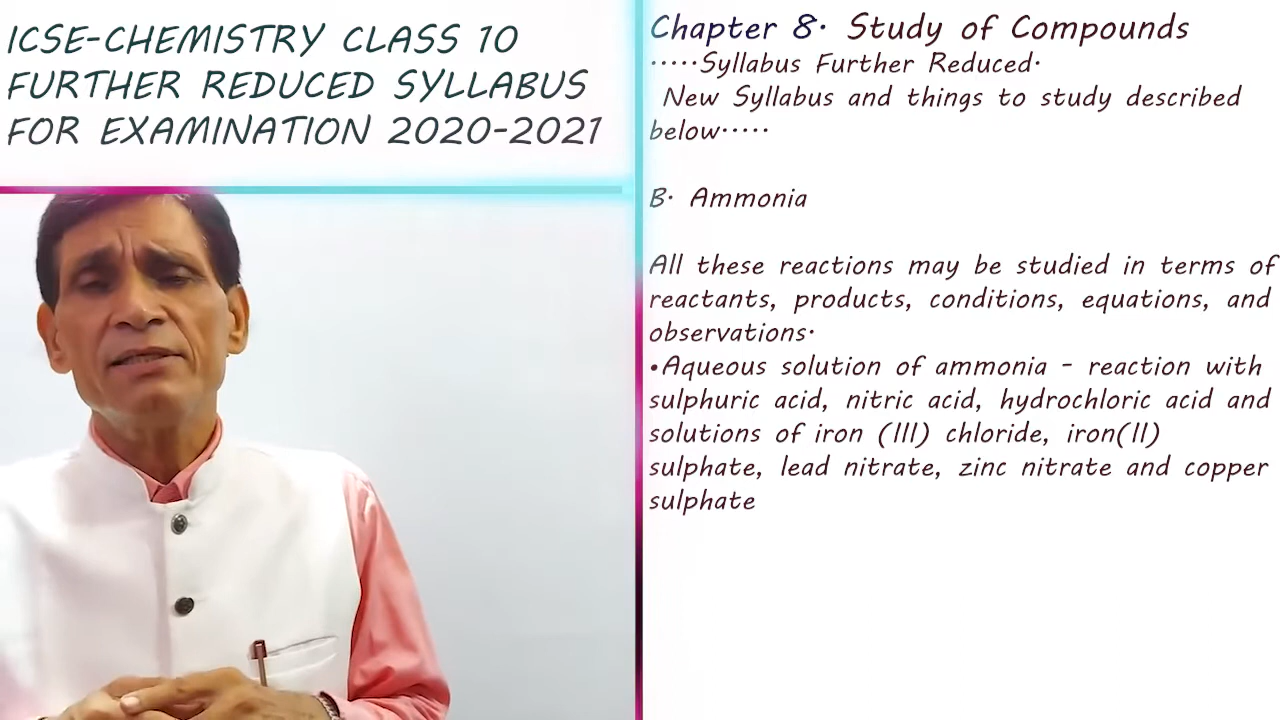 ICSE-CHEMISTRY CLASS 10
FURTHER REDUCED SYLLABUS
FOR EXAMINATION 2020-2021
Chapter 8· Study of Compounds
·····Syllabus Further Reduced·
New Syllabus and things to study described
below·····
B· Ammonia
All these reactions may be studied in terms of
reactants, products, conditions, equations, and
observations·
•Aqueous solution of ammonia - reaction with
sulphuric acid, nitric acid, hydrochloric acid and
solutions of iron (III) chloride, iron(II)
sulphate, lead nitrate, zinc nitrate and copper
sulphate